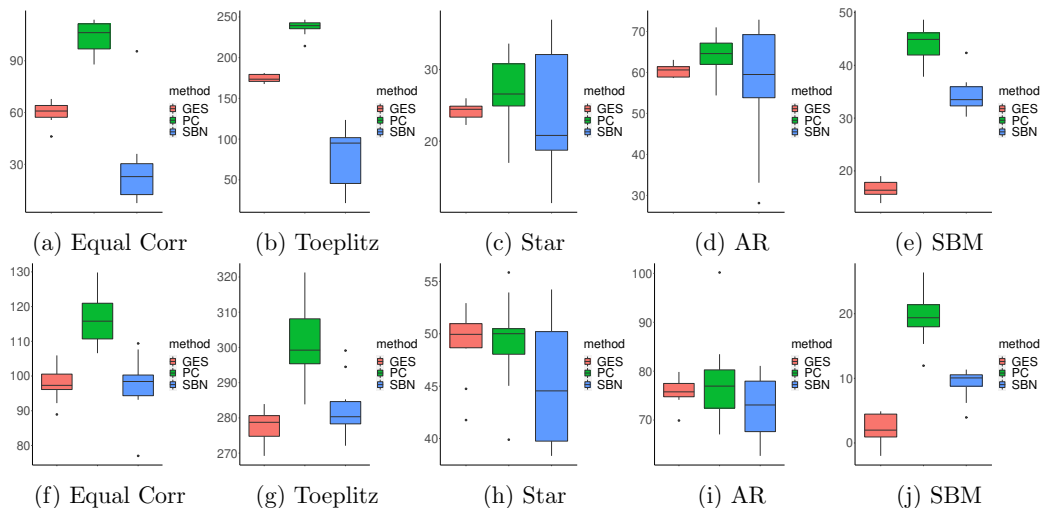 90
60
30
method
GES
PC
SBN
(a) Equal Corr
250
200
150
100
50
method
GES
PC
SBN
(b) Toeplitz
30
20
method
GES
PC
SBN
(c) Star
70
60
50
40
30
method
GES
PC
SBN
(d) AR
50
40
30
20
method
GES
PC
SBN
(e) SBM
130
120
110
100
90
80
method
GES
PC
SBN
(f) Equal Corr
320
310
300
290
280
270
method
GES
PC
SBN
(g) Toeplitz
55
50
45
40
method
GES
PC
SBN
(h) Star
100
90
80
70
method
GES
PC
SBN
(i) AR
20
10
0
method
GES
PC
SBN
(j) SBM